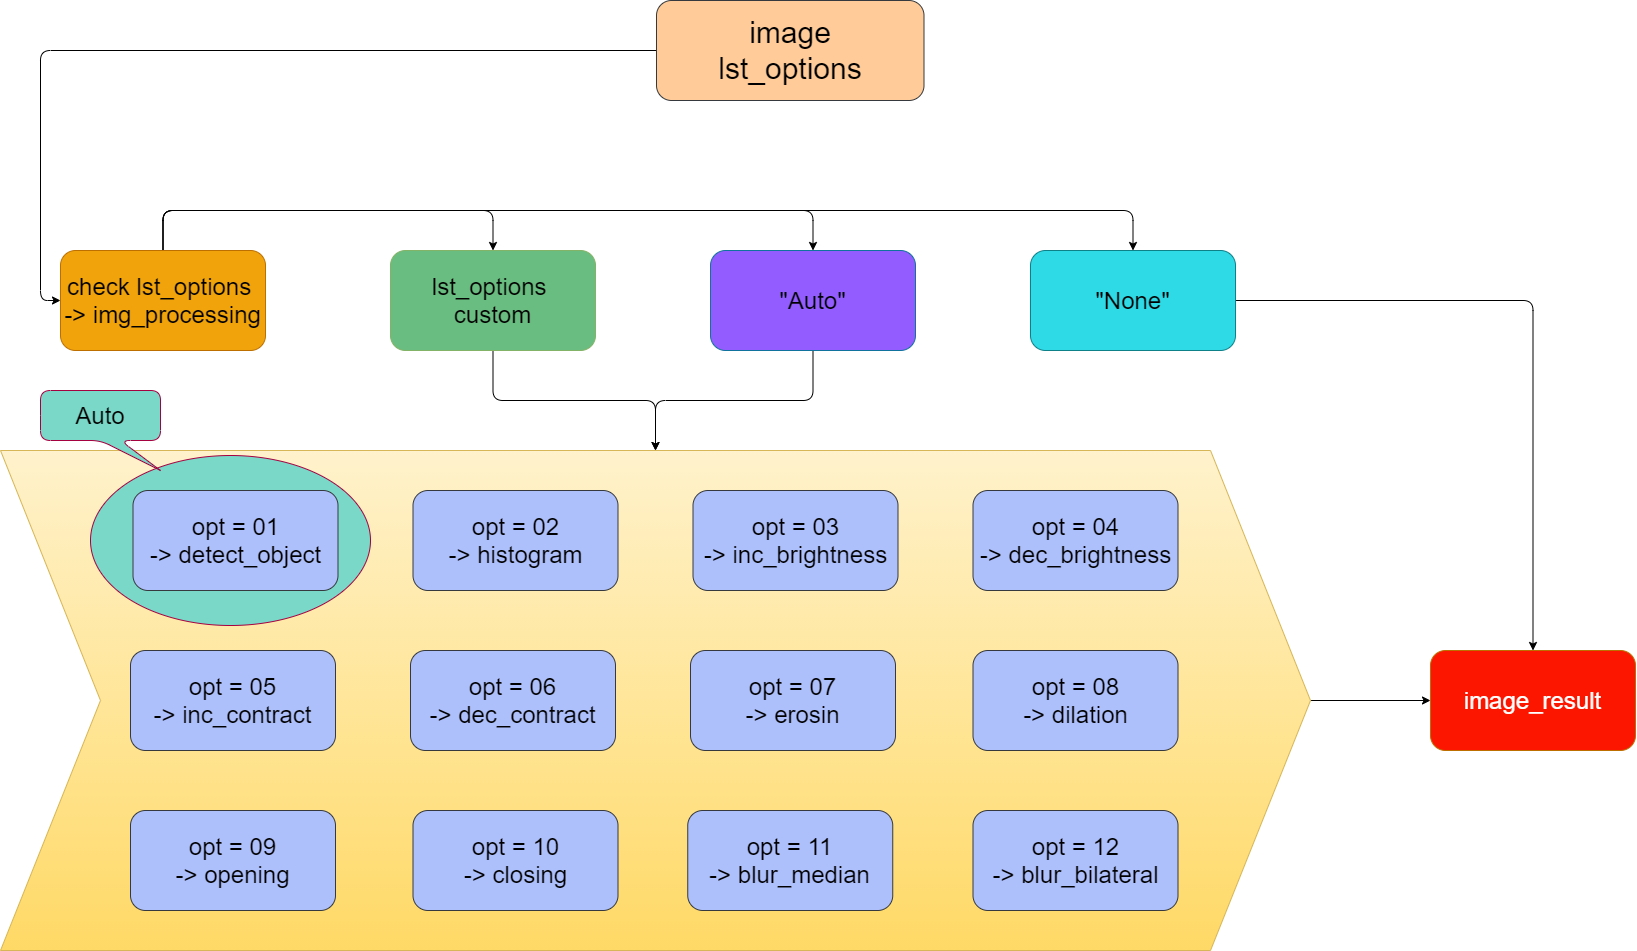 image
lst_options
check lst_options
-> img_processing
lst_options
custom
"Auto"
"None"
Auto
opt = 01
-> detect_object
opt = 02
-> histogram
opt = 03
-> inc_brightness
opt = 04
-> dec_brightness
opt = 05
-> inc_contract
opt = 06
-> dec_contract
opt = 07
-> erosin
opt = 08
-> dilation
image_result
opt = 09
-> opening
opt = 10
-> closing
opt = 11
-> blur_median
opt = 12
-> blur_bilateral